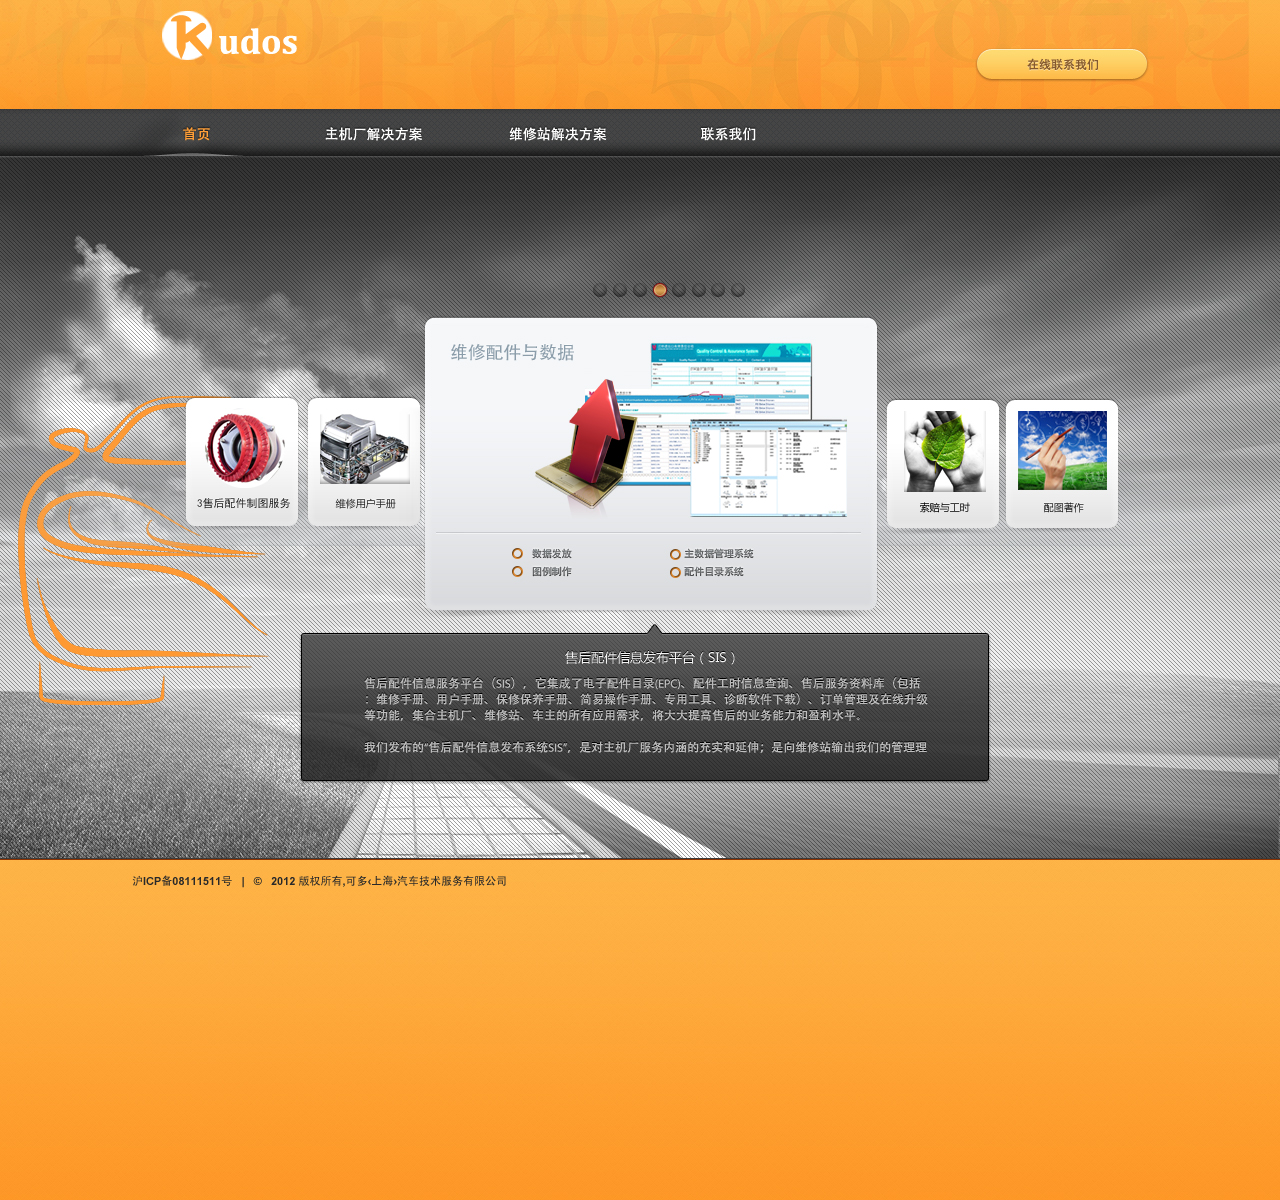 Kudos
在线联系我们
首页
主机厂解决方案
维修站解决方案
联系我们
维修配件与数据
Quality Control & Assurance System
3售后配件制图服务
维修用户手册
索赔与工时
配图著作
数据发放
主数据管理系统
图例制作
配件目录系统
售后配件信息发布平台（SIS）
售后配件信息服务平台（SIS），它集成了电子配件目录(EPC)、配件工时信息查询、售后服务资料库（包括
：维修手册、用户手册、保修保养手册、简易操作手册、专用工具、诊断软件下载）、订单管理及在线升级
等功能，集合主机厂、维修站、车主的所有应用需求，将大大提高售后的业务能力和盈利水平。
我们发布的“售后配件信息发布系统SIS”，是对主机厂服务内涵的充实和延伸；是向维修站输出我们的管理理
沪ICP备08111511号 | © 2012 版权所有,可多‹上海›汽车技术服务有限公司